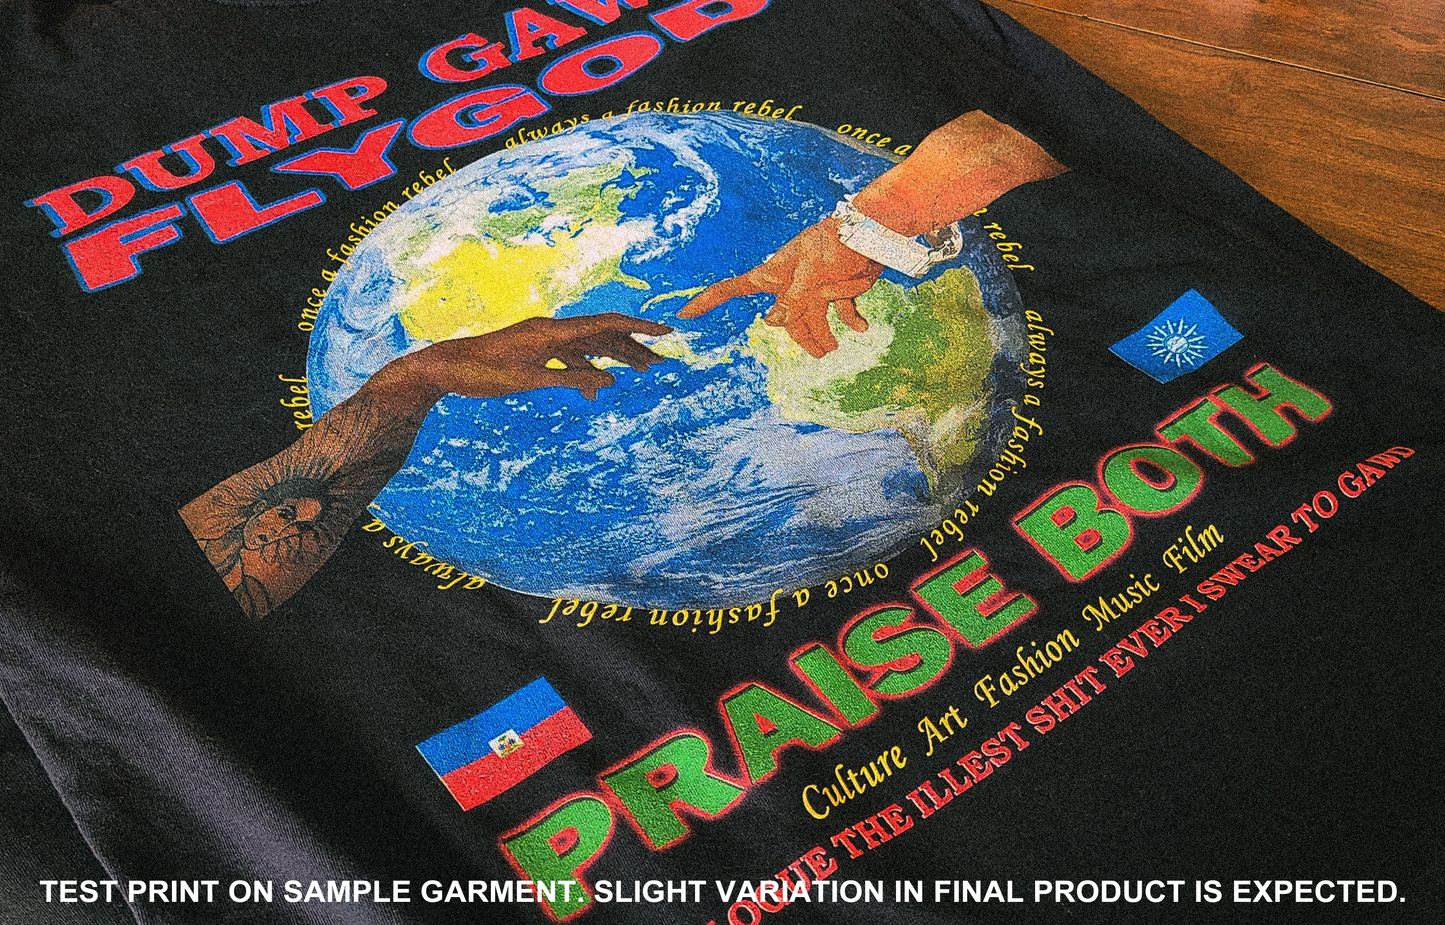 DUMP GAWD
FLYGOD
once a fashion rebel always a fashion rebel once a
rebel always a fashion rebel once a fashion rebel always a
rebel
PRAISE BOTH
Culture Art Fashion Music Film
THE ILLEST SHIT EVER I SWEAR TO GAWD
TEST PRINT ON SAMPLE GARMENT. SLIGHT VARIATION IN FINAL PRODUCT IS EXPECTED.